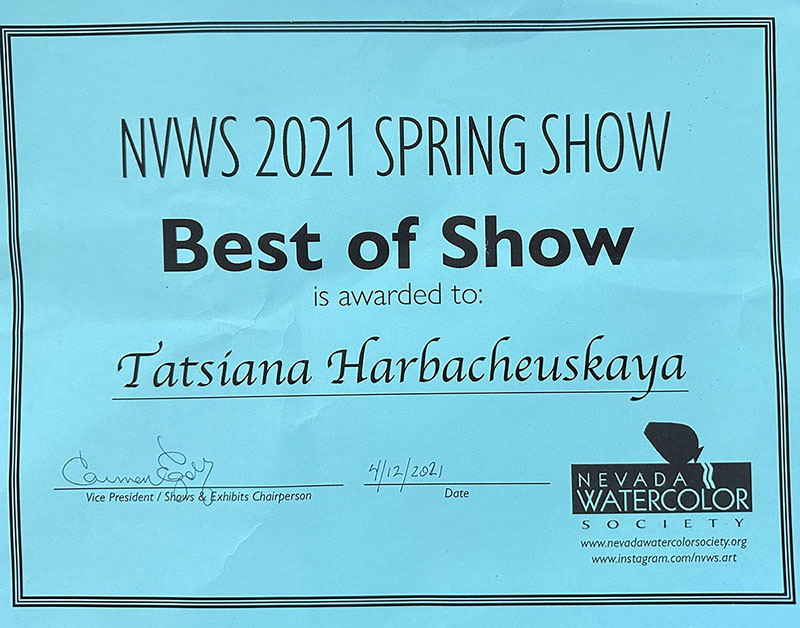 NVWS 2021 SPRING SHOW
Best of Show
is awarded to:
Tatsiana Harbacheuskaya
Carmen
4/12/2021
Vice President / Shows & Exhibits Chairperson
Date
NEVADA
WATERCOLOR
SOCIETY
www.nevadawatercolorsociety.org
www.instagram.com/nvws.art